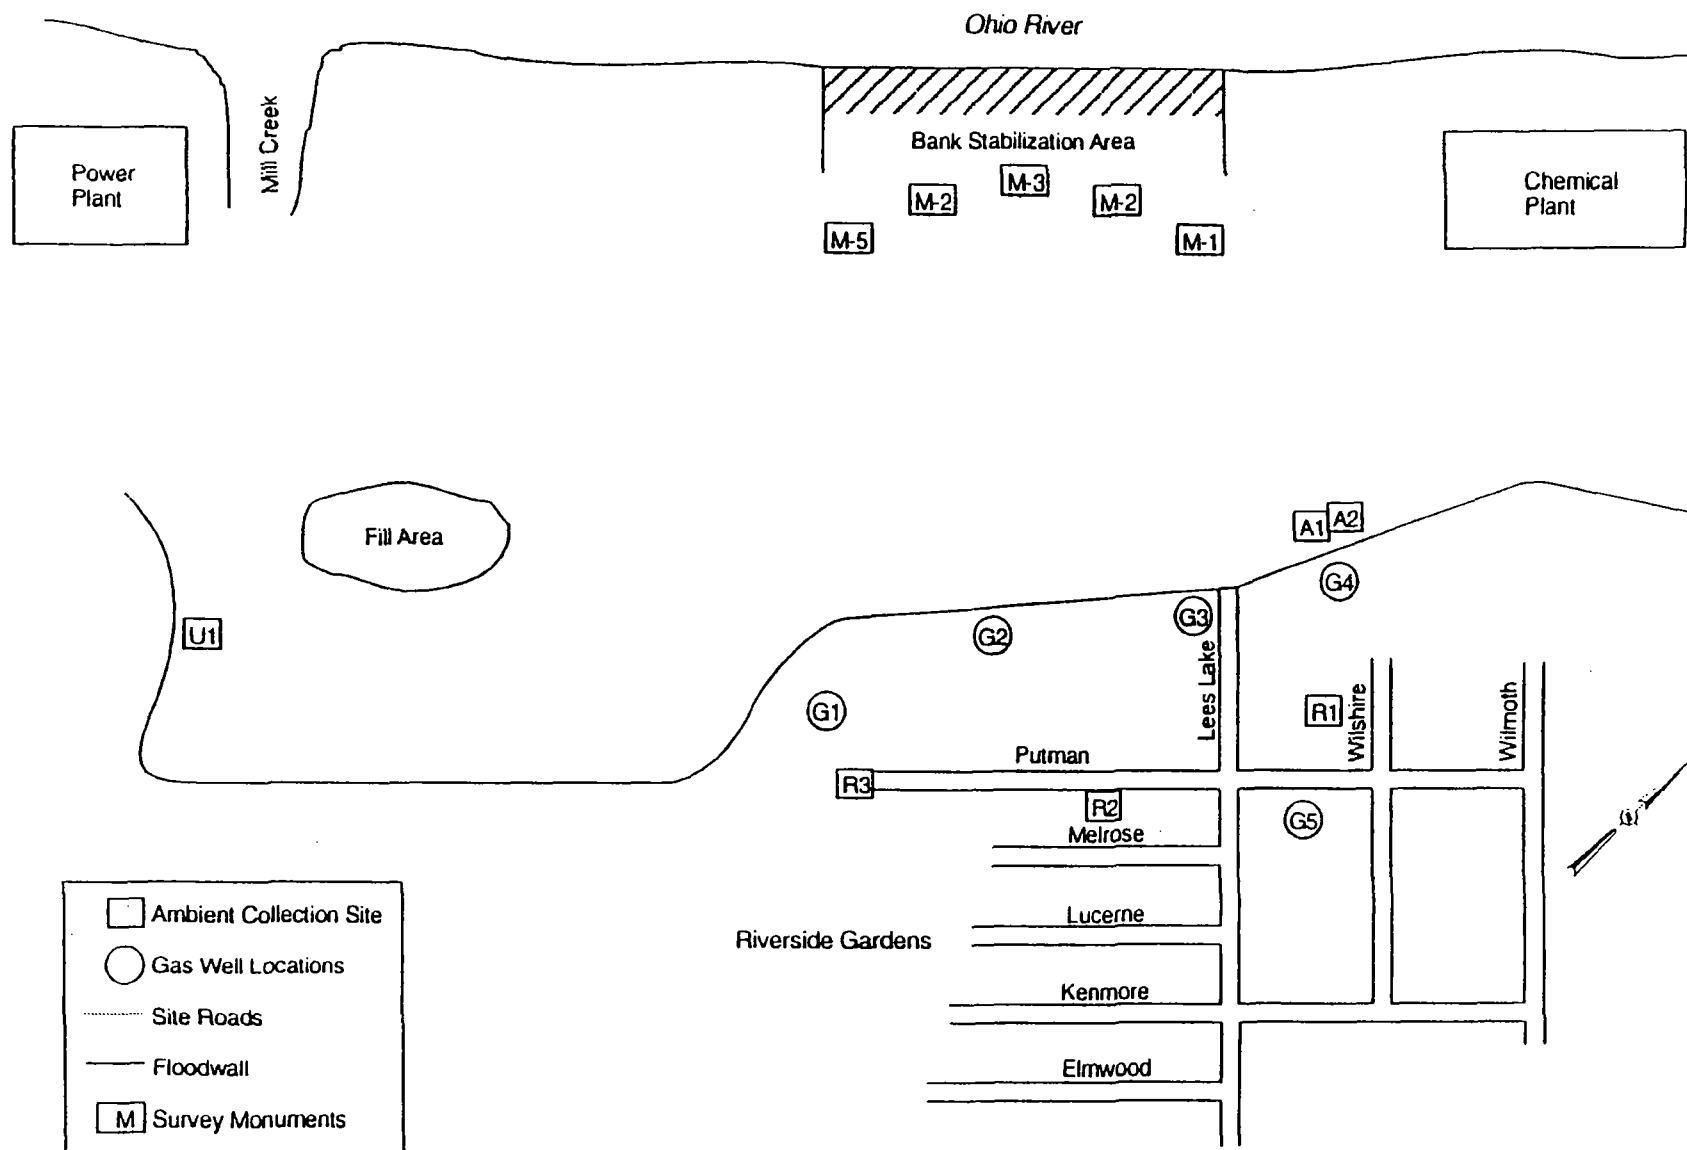 Ohio River
Mill Creek
Bank Stabilization Area
Power
Plant
Chemical
Plant
M-3
M-2
M-2
M-5
M-1
Fill Area
A1
A2
G4
U1
G2
G3
Lees Lake
G1
R1
Wilshire
Wilmoth
Putman
R3
R2
G5
Melrose
Lucerne
Riverside Gardens
Kenmore
Elmwood
Ambient Collection Site
Gas Well Locations
Site Roads
Floodwall
M Survey Monuments